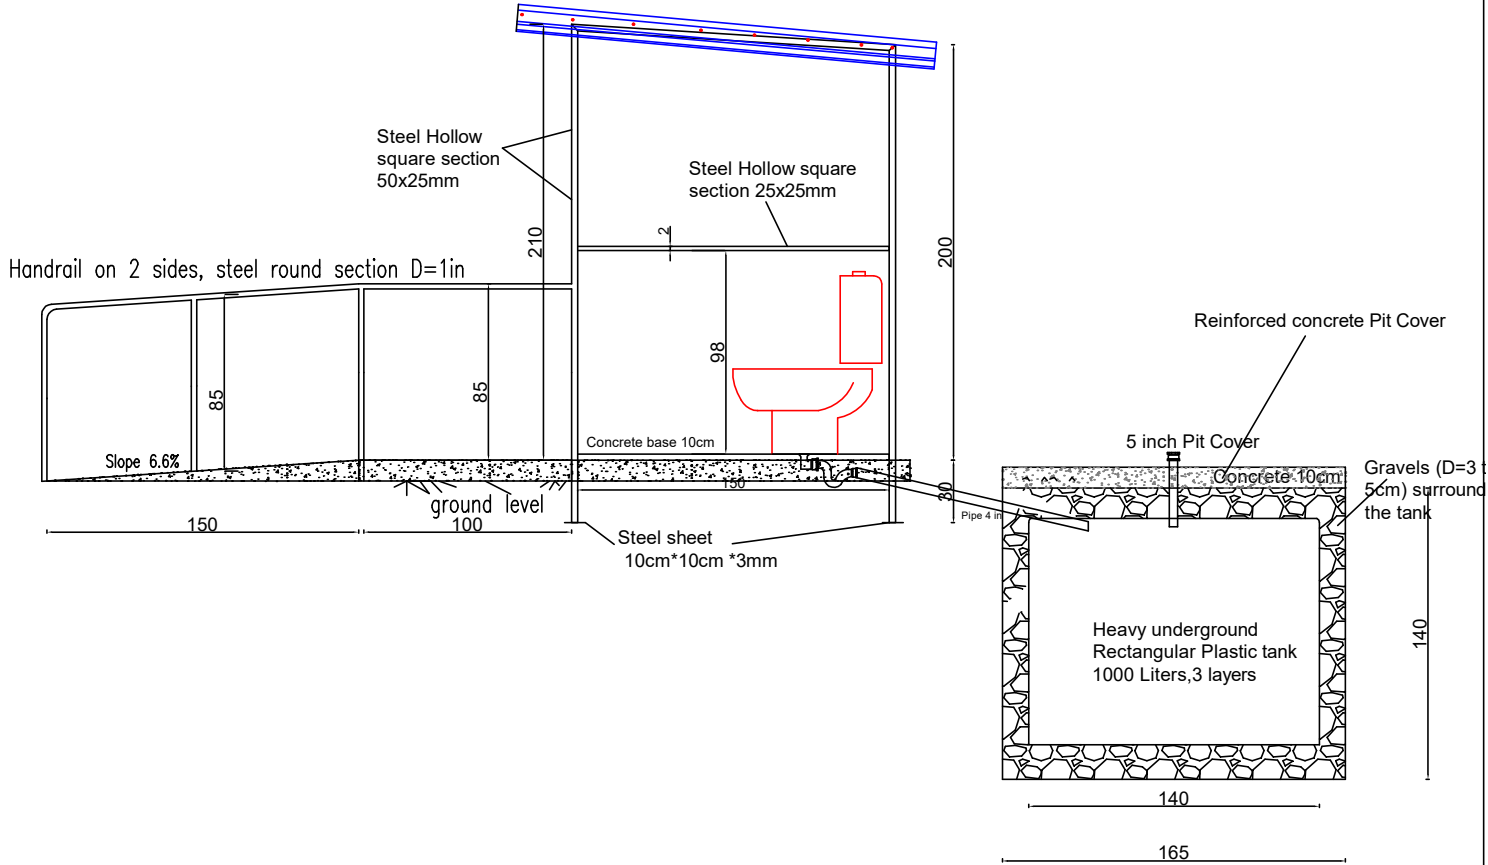 Steel Hollow
square section
50x25mm
Steel Hollow square
section 25x25mm
2
210
200
Handrail on 2 sides, steel round section D=1in
Reinforced concrete Pit Cover
98
85
85
Concrete base 10cm
5 inch Pit Cover
Slope 6.6%
Concrete 10cm
Gravels (D=3 t
5cm) surround
the tank
150
30
ground level
Pipe 4 in
150
100
Steel sheet
10cm*10cm *3mm
Heavy underground
Rectangular Plastic tank
1000 Liters,3 layers
140
140
165